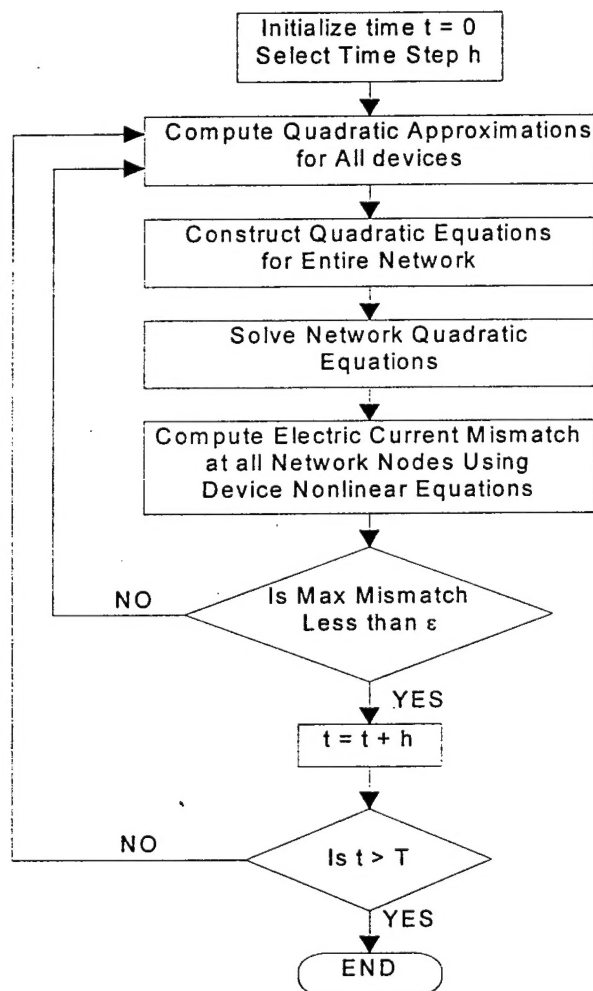 Initialize time t = 0
Select Time Step h
Compute Quadratic Approximations
for All devices
Construct Quadratic Equations
for Entire Network
Solve Network Quadratic
Equations
Compute Electric Current Mismatch
at all Network Nodes Using
Device Nonlinear Equations
Is Max Mismatch
Less than ε
NO
YES
t = t + h
Is t > T
NO
YES
END